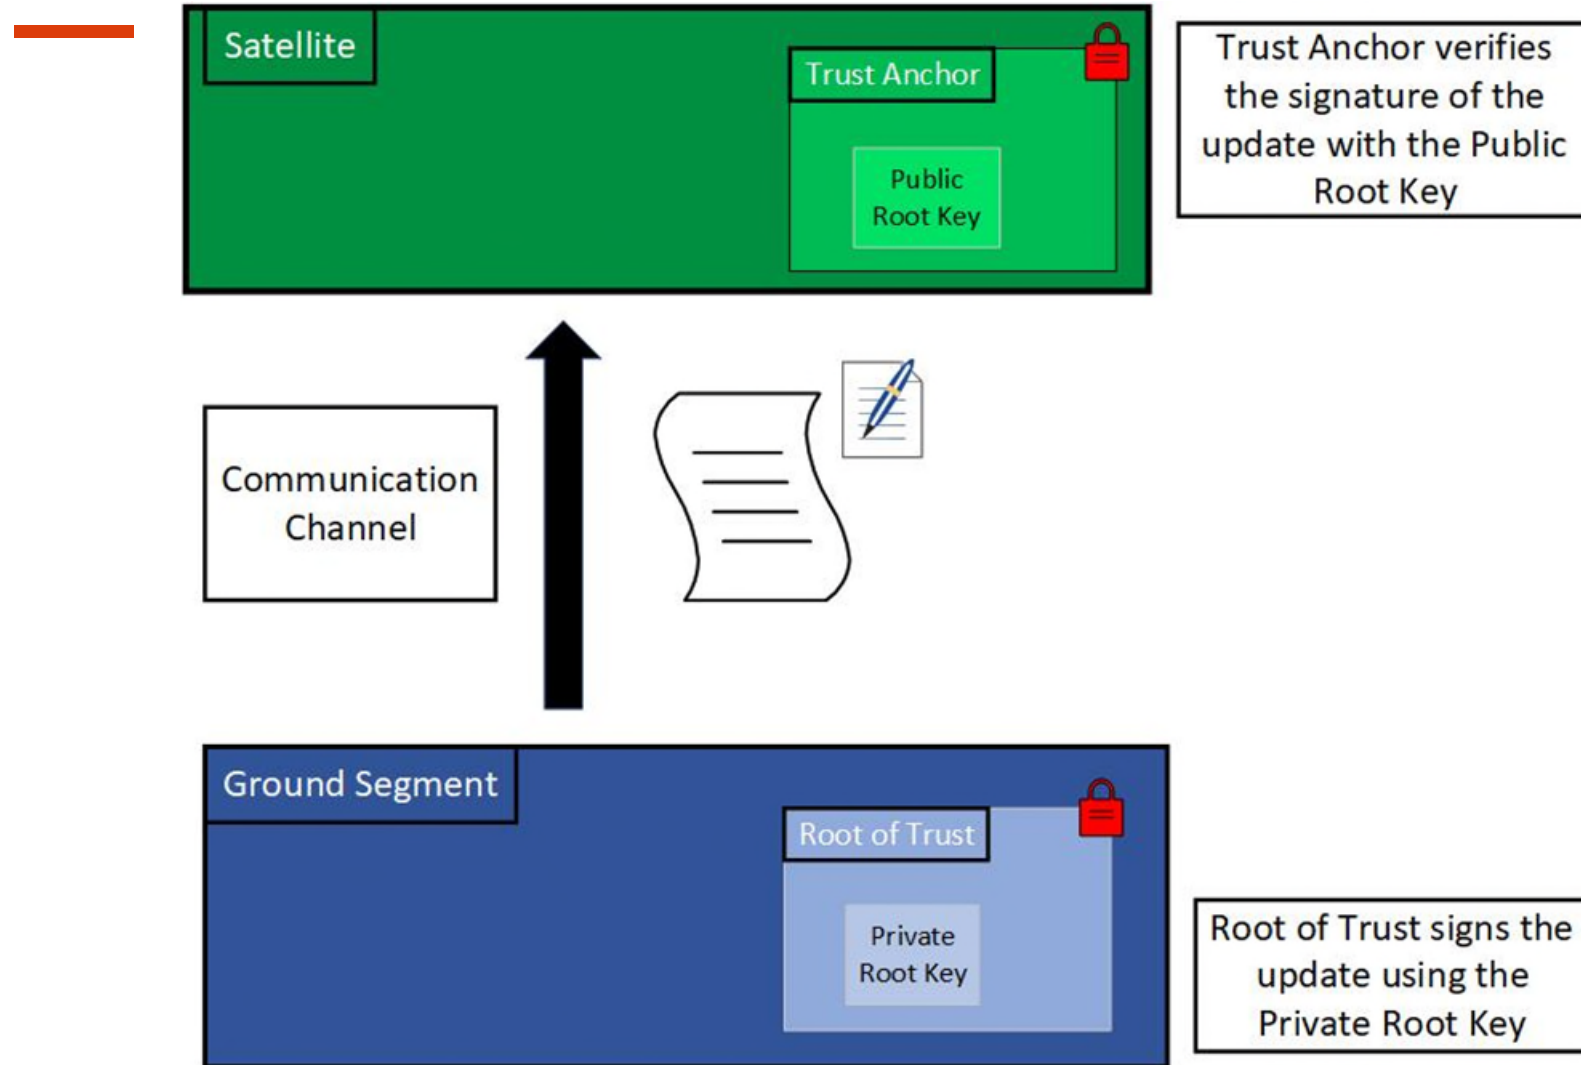 Satellite
Trust Anchor
Public
Root Key
Trust Anchor verifies
the signature of the
update with the Public
Root Key
Communication
Channel
Ground Segment
Root of Trust
Private
Root Key
Root of Trust signs the
update using the
Private Root Key